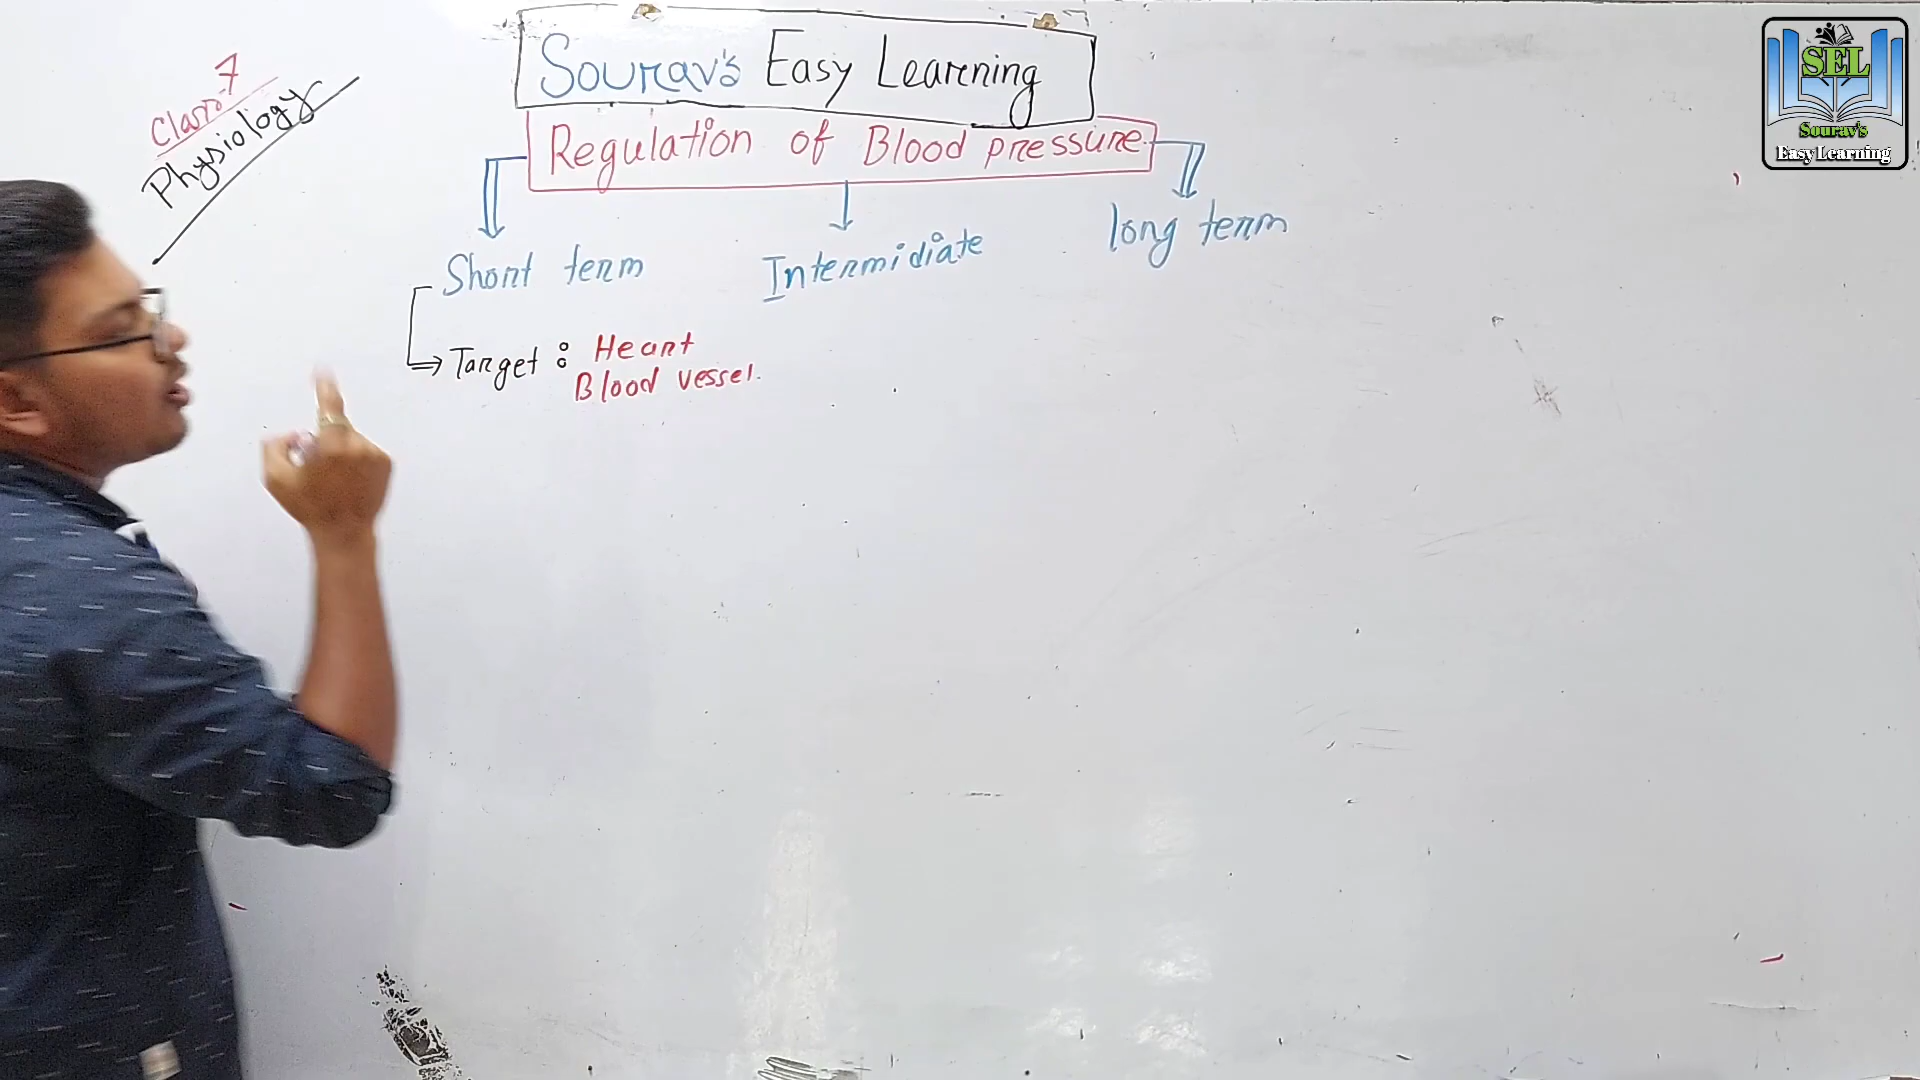 Class-7
Physiology
Sourav's Easy Learning
Regulation of Blood pressure
Short term
Intermidiate
long term
Target : Heart
Blood vessel.
SEL
Sourav's
Easy Learning